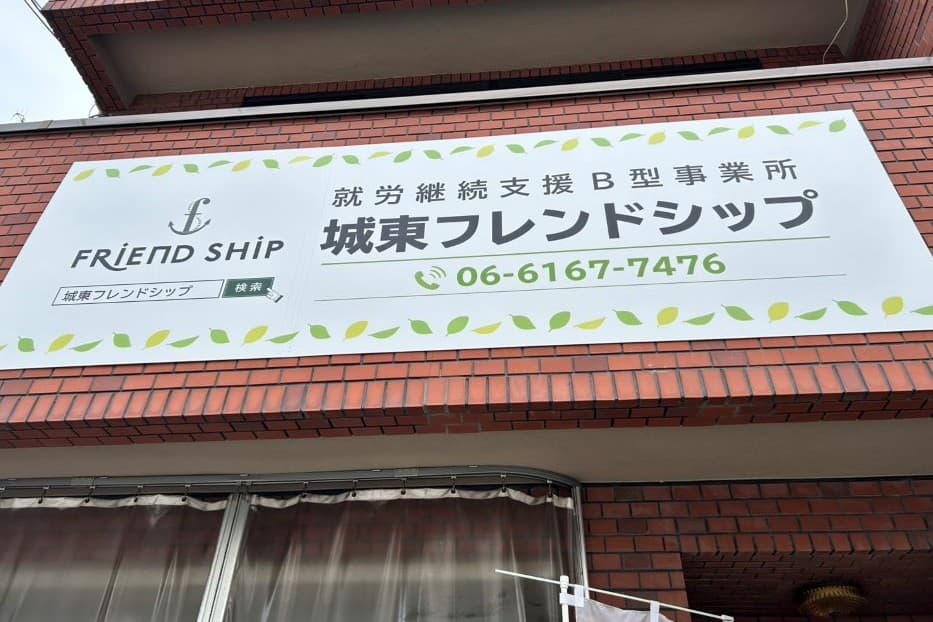 就労継続支援B型事業所
城東フレンドシップ
06-6167-7476
f
FRiEND SHiP
城東フレンドシップ 検索